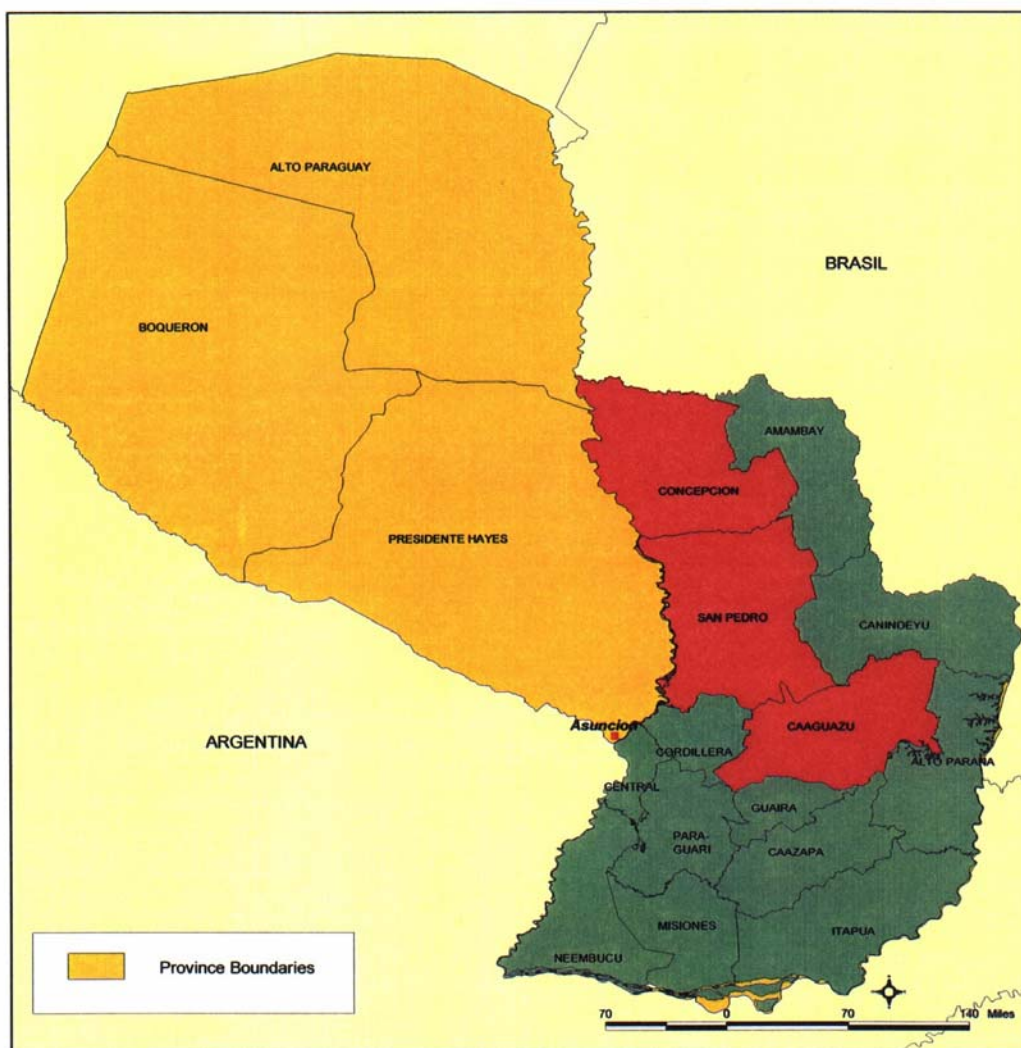 ALTO PARAGUAY
BRASIL
BOQUERON
AMAMBAY
CONCEPCION
PRESIDENTE HAYES
SAN PEDRO
CANINDEYU
Asuncion
CAAGUAZU
ARGENTINA
CORDILLERA
ALTO PARANA
CENTRAL
GUAIRA
PARA-
GUARI
CAAZAPA
MISIONES
ITAPUA
NEEMBUCU
Province Boundaries
70 0 70 140 Miles